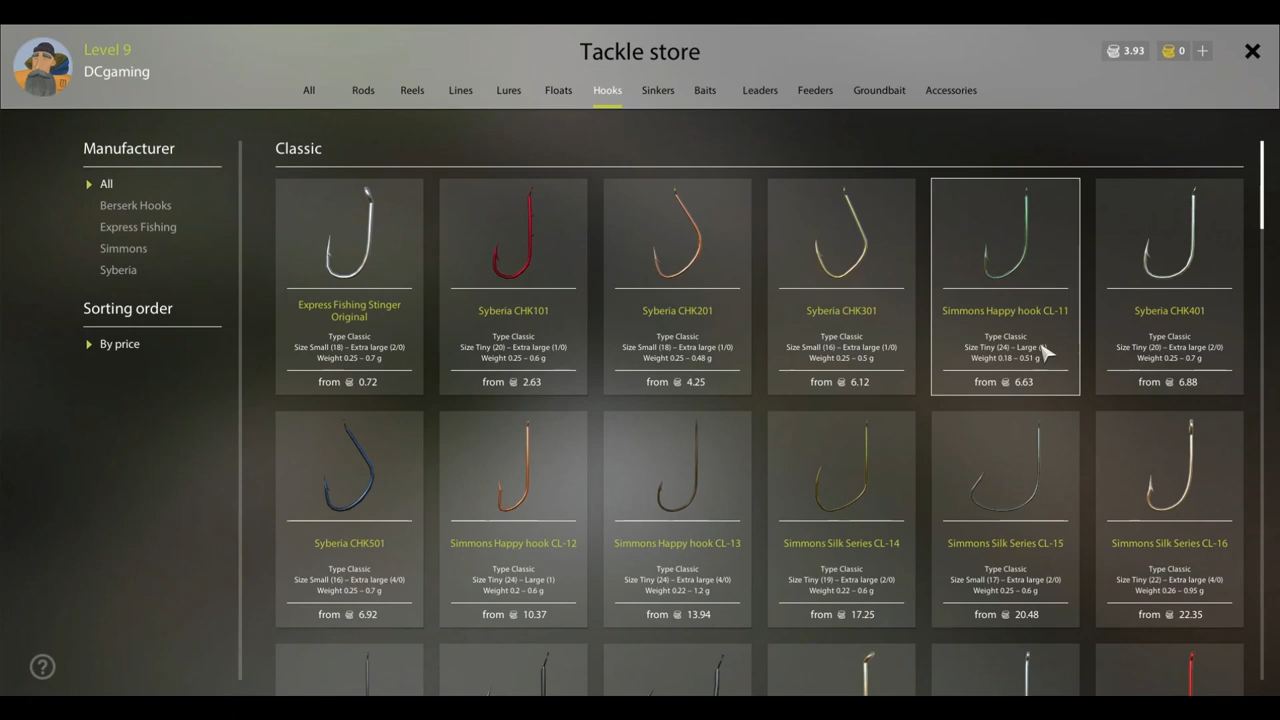 Level 9
DCgaming
Tackle store
3.93
0
All Rods Reels Lines Lures Floats Hooks Sinkers Baits Leaders Feeders Groundbait Accessories
Manufacturer
All
Berserk Hooks
Express Fishing
Simmons
Syberia
Sorting order
By price
Classic
Express Fishing Stinger
Original
Type Classic
Size Small (18) – Extra large (2/0)
Weight 0.25 – 0.7 g
from 0.72
Syberia CHK101
Type Classic
Size Tiny (20) – Extra large (1/0)
Weight 0.25 – 0.6 g
from 2.63
Syberia CHK201
Type Classic
Size Small (18) – Extra large (1/0)
Weight 0.25 – 0.48 g
from 4.25
Syberia CHK301
Type Classic
Size Small (16) – Extra large (1/0)
Weight 0.25 – 0.5 g
from 6.12
Simmons Happy hook CL-11
Type Classic
Size Tiny (24) – Large
Weight 0.18 – 0.51 g
from 6.63
Syberia CHK401
Type Classic
Size Tiny (20) – Extra large (2/0)
Weight 0.25 – 0.7 g
from 6.88
Syberia CHK501
Type Classic
Size Small (16) – Extra large (4/0)
Weight 0.25 – 0.7 g
from 6.92
Simmons Happy hook CL-12
Type Classic
Size Tiny (24) – Large (1)
Weight 0.2 – 0.6 g
from 10.37
Simmons Happy hook CL-13
Type Classic
Size Tiny (24) – Extra large (4/0)
Weight 0.22 – 1.2 g
from 13.94
Simmons Silk Series CL-14
Type Classic
Size Tiny (19) – Extra large (2/0)
Weight 0.22 – 0.6 g
from 17.25
Simmons Silk Series CL-15
Type Classic
Size Small (17) – Extra large (2/0)
Weight 0.25 – 0.6 g
from 20.48
Simmons Silk Series CL-16
Type Classic
Size Tiny (22) – Extra large (4/0)
Weight 0.26 – 0.95 g
from 22.35
?